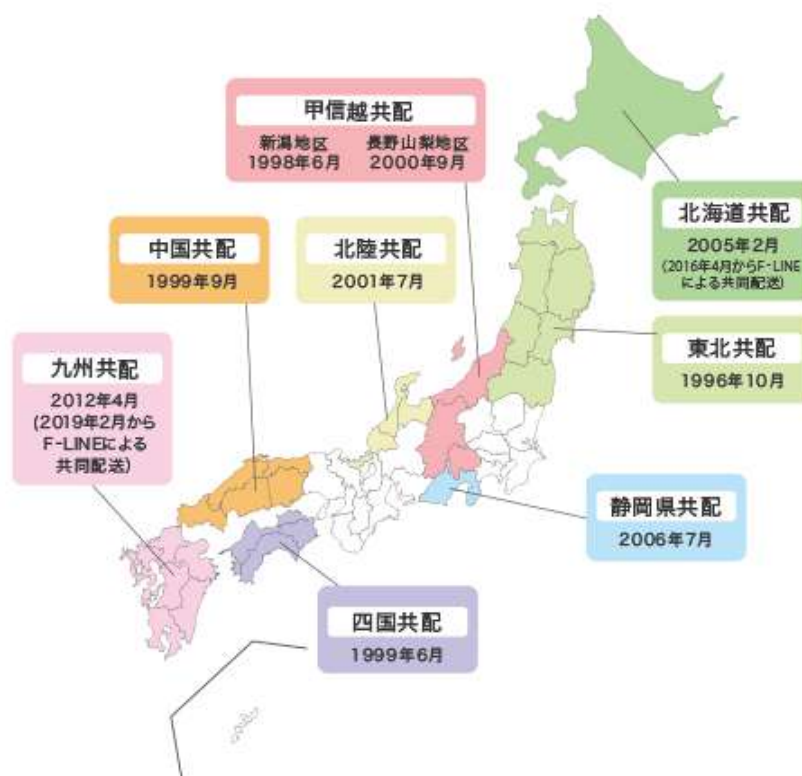 甲信越共配
新潟地区 長野山梨地区
1998年6月 2000年9月
北海道共配
2005年2月
(2016年4月からF-LINE
による共同配送)
中国共配
1999年9月
北陸共配
2001年7月
東北共配
1996年10月
九州共配
2012年4月
(2019年2月から
F-LINEによる
共同配送)
静岡県共配
2006年7月
四国共配
1999年6月